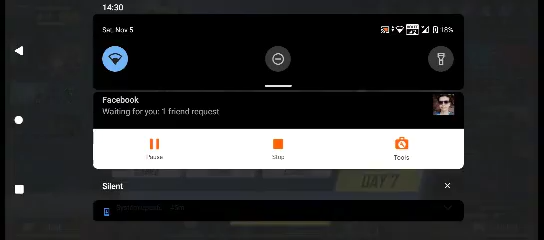 14:30
Sat, Nov 5
18%
Facebook
Waiting for you: 1 friend request
Pause
Stop
Tools
DAY 7
Silent